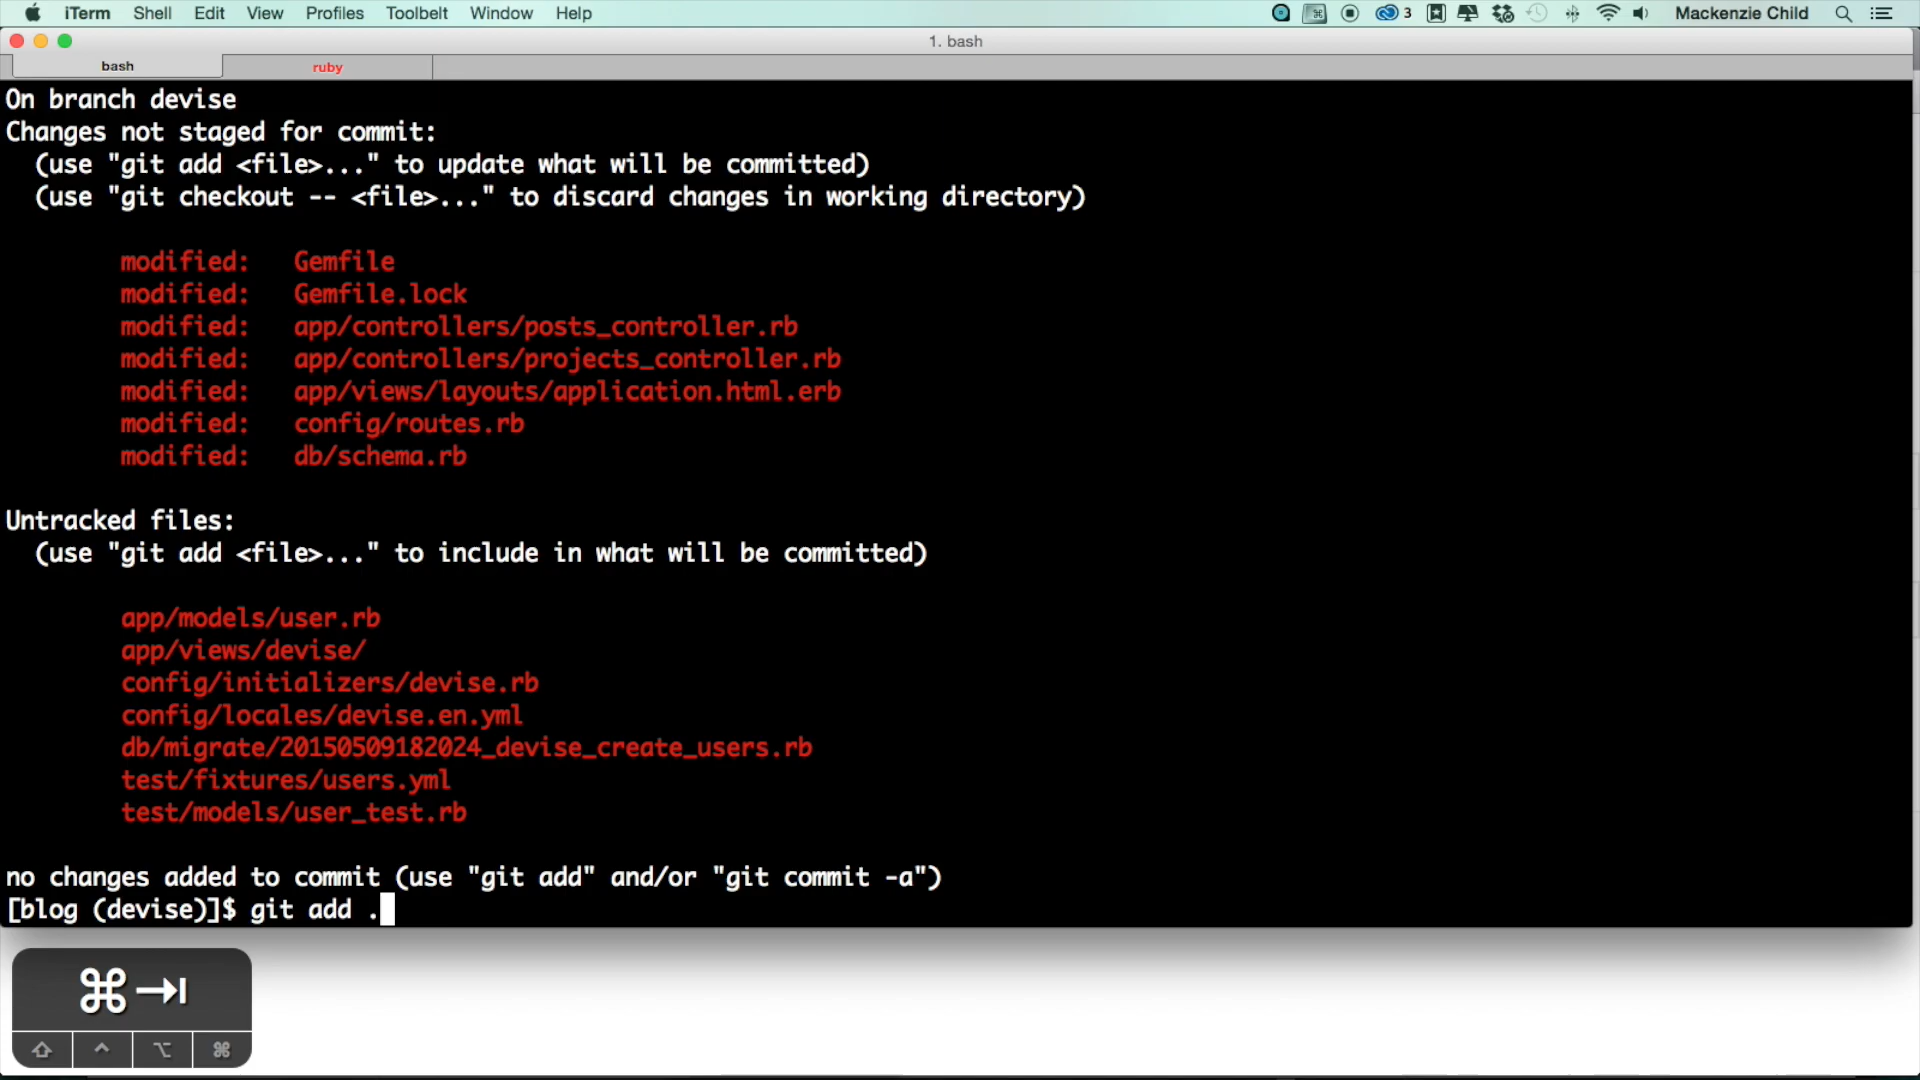 iTerm Shell Edit View Profiles Toolbelt Window Help 3 Mackenzie Child
1. bash
bash ruby
On branch devise
Changes not staged for commit:
  (use "git add <file>..." to update what will be committed)
  (use "git checkout -- <file>..." to discard changes in working directory)
modified:   Gemfile
modified:   Gemfile.lock
modified:   app/controllers/posts_controller.rb
modified:   app/controllers/projects_controller.rb
modified:   app/views/layouts/application.html.erb
modified:   config/routes.rb
modified:   db/schema.rb
Untracked files:
  (use "git add <file>..." to include in what will be committed)
app/models/user.rb
app/views/devise/
config/initializers/devise.rb
config/locales/devise.en.yml
db/migrate/20150509182024_devise_create_users.rb
test/fixtures/users.yml
test/models/user_test.rb
no changes added to commit (use "git add" and/or "git commit -a")
[blog (devise)]$ git add .
⌘⇥
⇧ ⌃ ⌥ ⌘